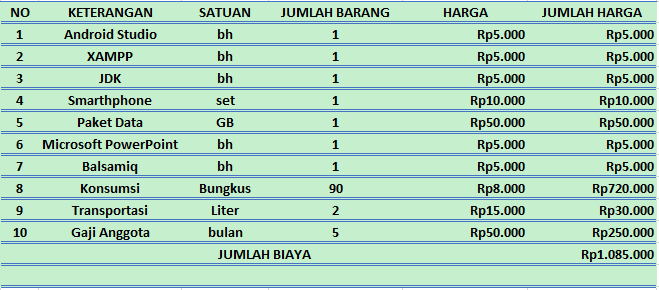 NO KETERANGAN SATUAN JUMLAH BARANG HARGA JUMLAH HARGA
1 Android Studio bh 1 Rp5.000 Rp5.000
2 XAMPP bh 1 Rp5.000 Rp5.000
3 JDK bh 1 Rp5.000 Rp5.000
4 Smarthphone set 1 Rp10.000 Rp10.000
5 Paket Data GB 1 Rp50.000 Rp50.000
6 Microsoft PowerPoint bh 1 Rp5.000 Rp5.000
7 Balsamiq bh 1 Rp5.000 Rp5.000
8 Konsumsi Bungkus 90 Rp8.000 Rp720.000
9 Transportasi Liter 2 Rp15.000 Rp30.000
10 Gaji Anggota bulan 5 Rp50.000 Rp250.000
JUMLAH BIAYA Rp1.085.000